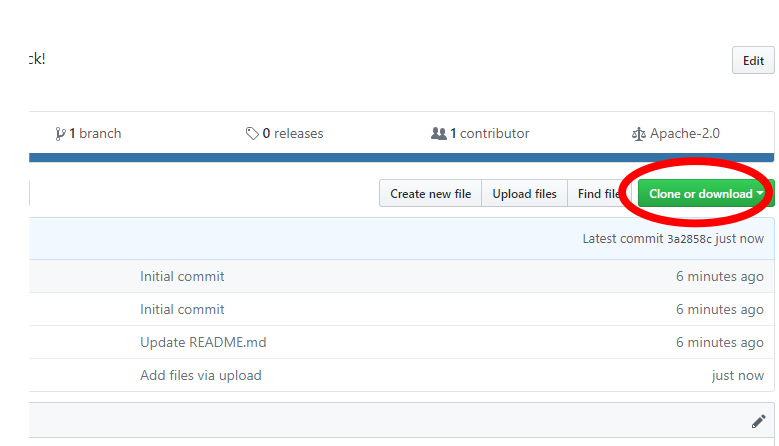 ck!
Edit
1 branch
0 releases
1 contributor
Apache-2.0
Create new file
Upload files
Find file
Clone or download
Latest commit 3a2858c just now
Initial commit
6 minutes ago
Initial commit
6 minutes ago
Update README.md
6 minutes ago
Add files via upload
just now